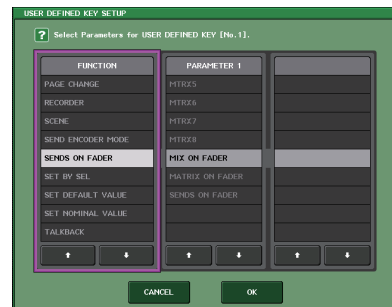 USER DEFINED KEY SETUP
? Select Parameters for USER DEFINED KEY [No.1].
FUNCTION
PAGE CHANGE
RECORDER
SCENE
SEND ENCODER MODE
SENDS ON FADER
SET BY SEL
SET DEFAULT VALUE
SET NOMINAL VALUE
TALKBACK
PARAMETER 1
MTRX5
MTRX6
MTRX7
MTRX8
MIX ON FADER
MATRIX ON FADER
SENDS ON FADER
CANCEL
OK